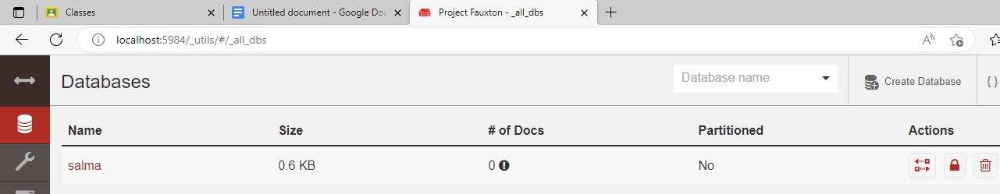 Classes
Untitled document - Google Doc
Project Fauxton - _all_dbs
localhost:5984/_utils/#/_all_dbs
Databases
Database name
Create Database
{ }
Name Size # of Docs Partitioned Actions
salma 0.6 KB 0 No